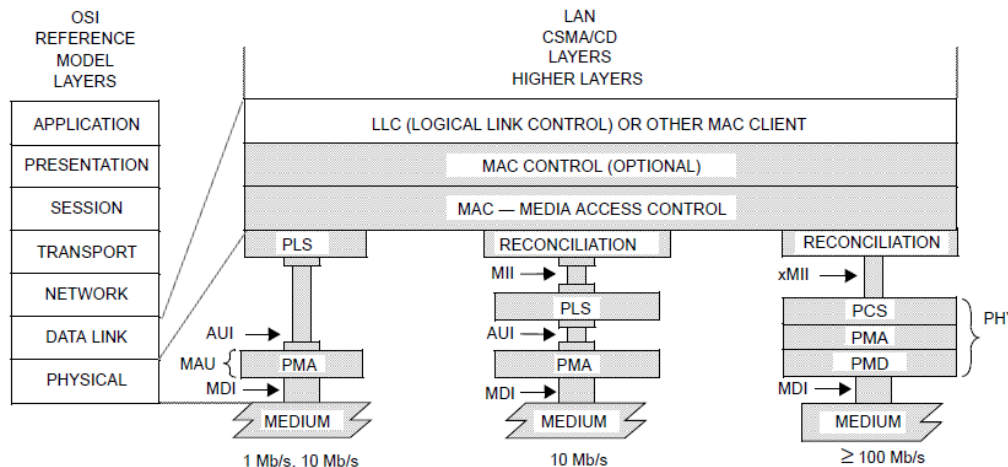 OSI
REFERENCE
MODEL
LAYERS
LAN
CSMA/CD
LAYERS
HIGHER LAYERS
APPLICATION
PRESENTATION
SESSION
TRANSPORT
NETWORK
DATA LINK
PHYSICAL
LLC (LOGICAL LINK CONTROL) OR OTHER MAC CLIENT
MAC CONTROL (OPTIONAL)
MAC — MEDIA ACCESS CONTROL
PLS
AUI
MAU
PMA
MDI
MEDIUM
1 Mb/s, 10 Mb/s
RECONCILIATION
MII
PLS
AUI
PMA
MDI
MEDIUM
10 Mb/s
RECONCILIATION
xMII
PCS
PMA
PMD
PHY
MDI
MEDIUM
≥ 100 Mb/s